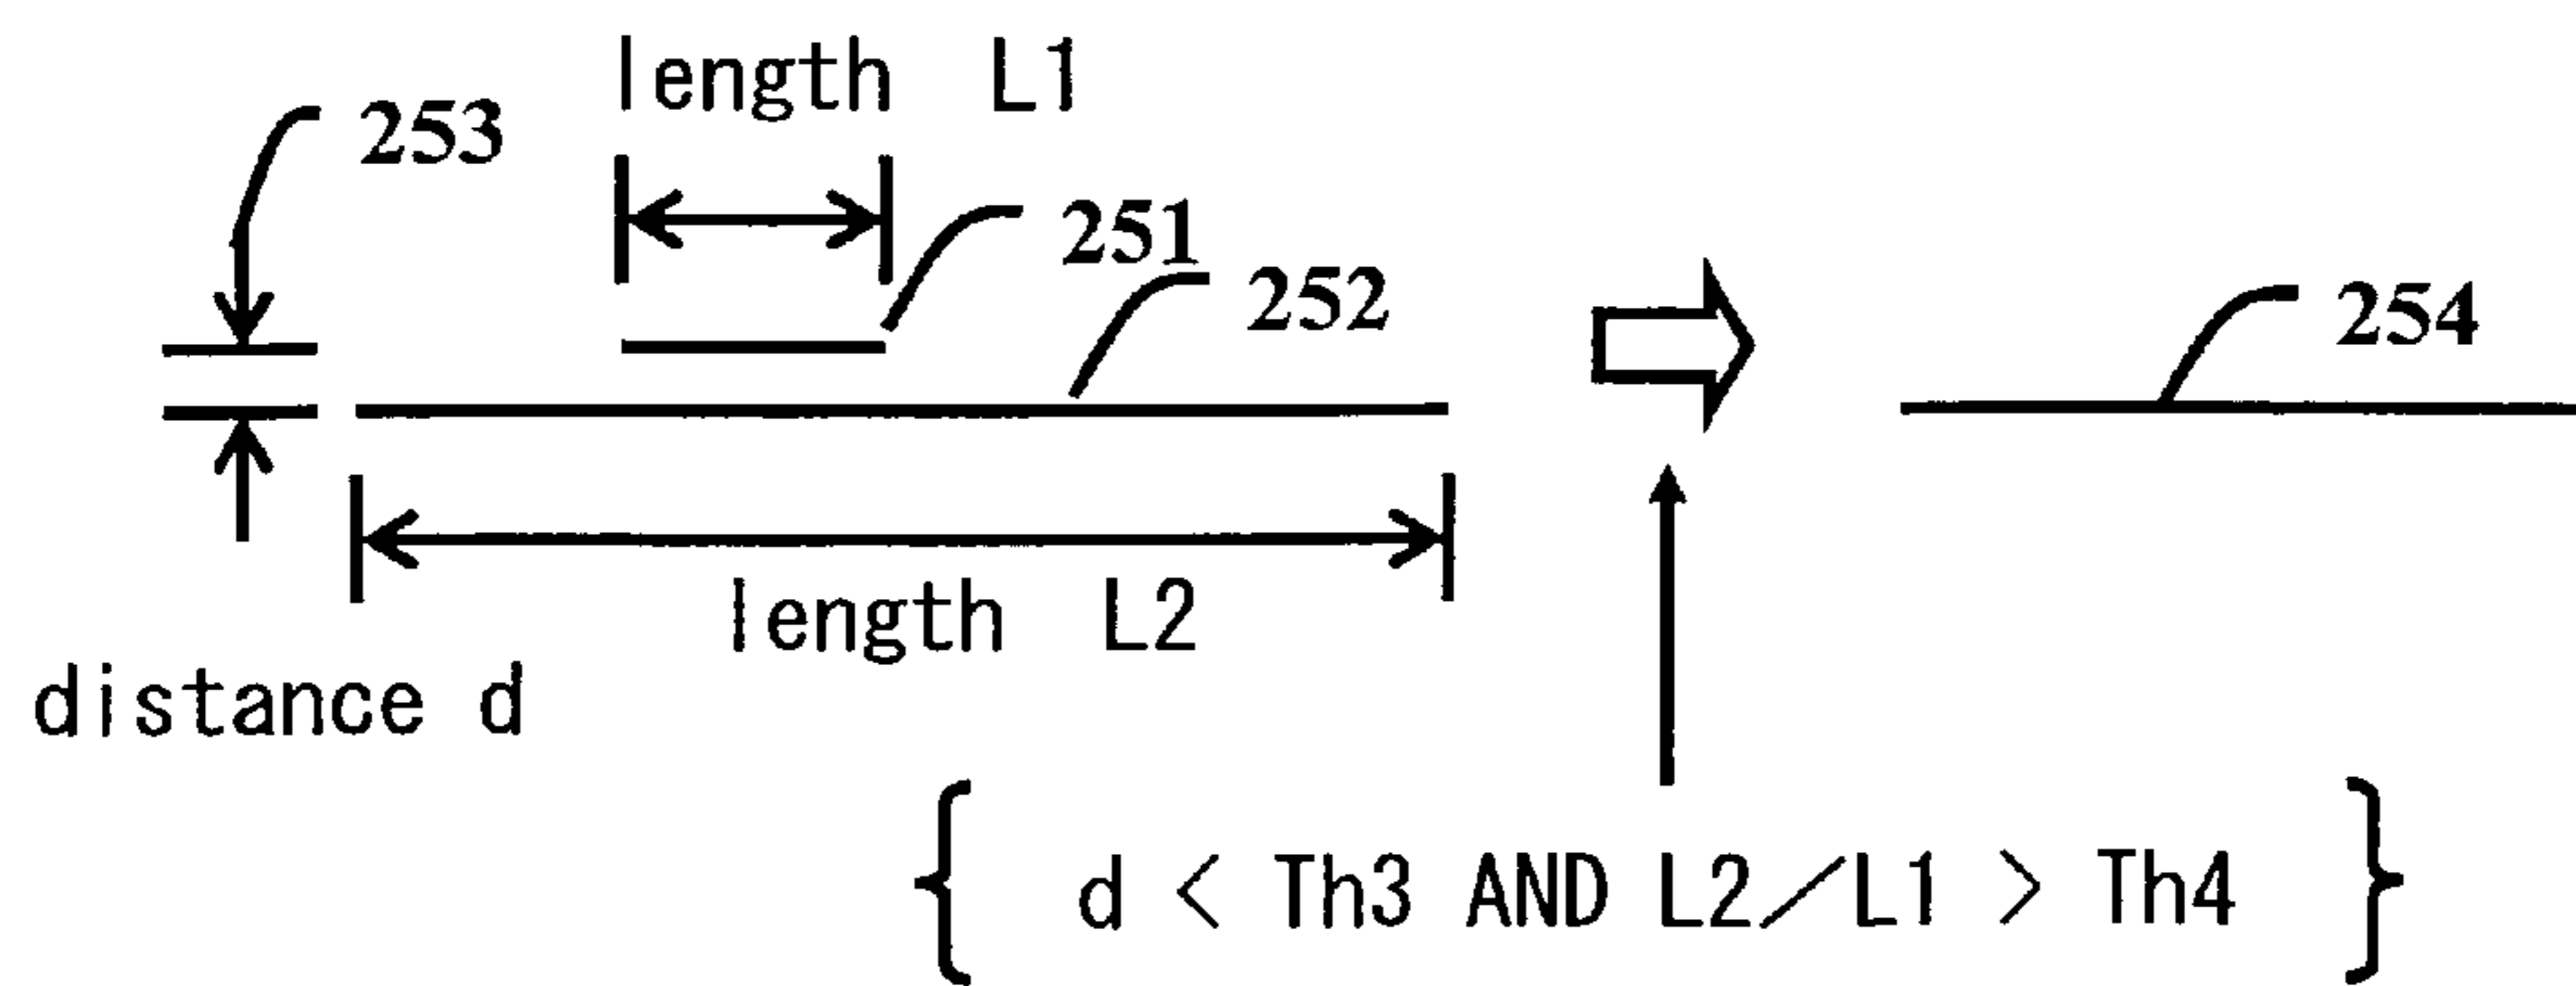 length L1
253
251
252
254
length L2
distance d
{ d < Th3 AND L2/L1 > Th4 }